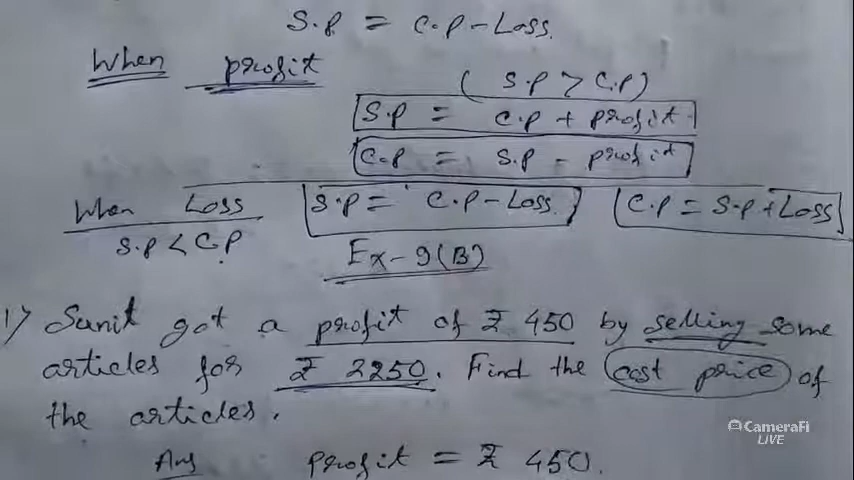 S.P = C.P - Loss.
When profit
(S.P > C.P)
S.P = C.P + profit.
C.P = S.P - profit
When Loss S.P = C.P - Loss C.P = S.P + Loss
S.P < C.P
Ex - 9(B)
1) Sunit got a profit of ₹ 450 by selling some
articles for ₹ 2250. Find the cost price of
the articles.
CameraFi
LIVE
Ans profit = ₹ 450.